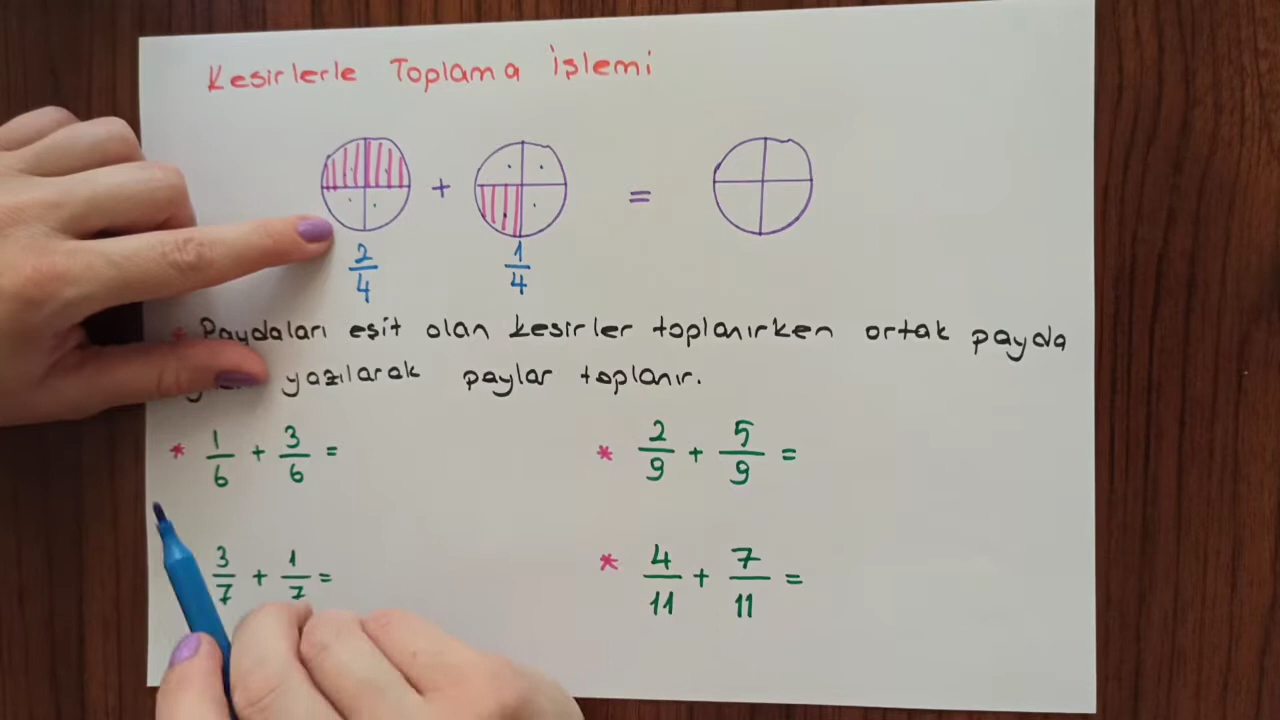 Kesirlerle Toplama İşlemi
+ =
2/4 1/4
* Paydaları eşit olan kesirler toplanırken ortak payda
yazılarak paylar toplanır.
* 1/6 + 3/6 = * 2/9 + 5/9 =
3/7 + 1/7 = * 4/11 + 7/11 =